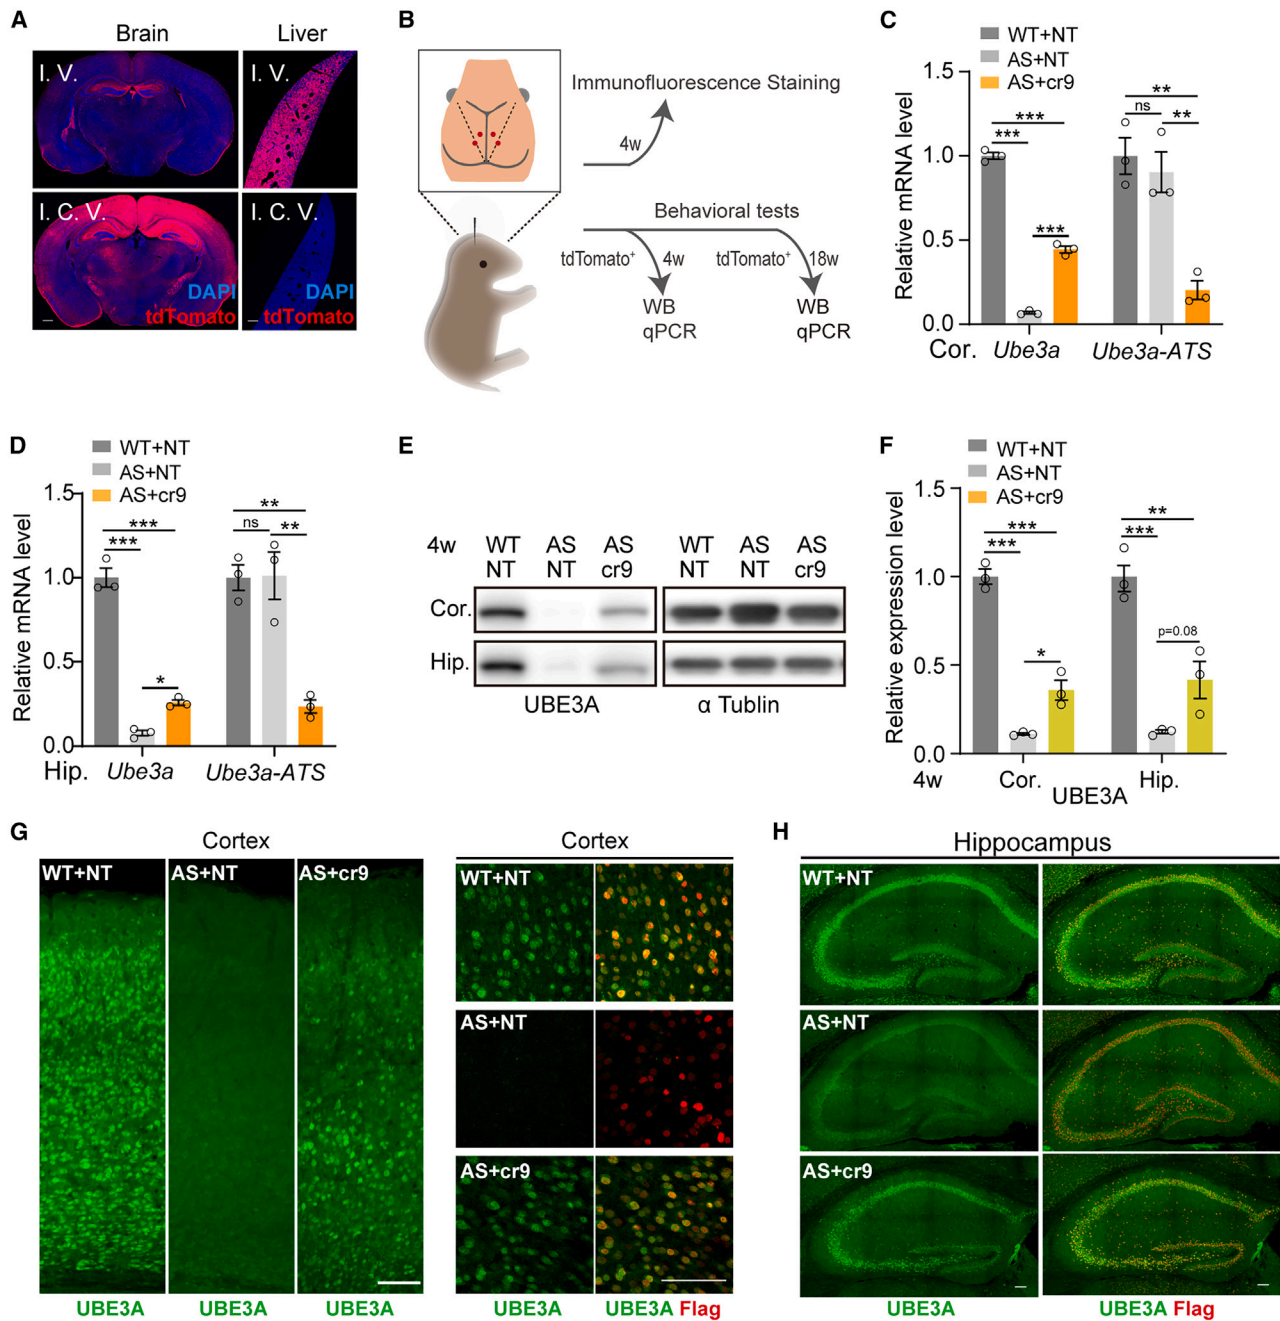 A
Brain
Liver
I. V.
I. V.
I. C. V.
I. C. V.
DAPI
tdTomato
DAPI
tdTomato
B
Immunofluorescence Staining
4w
Behavioral tests
tdTomato+
4w
tdTomato+
18w
WB
qPCR
WB
qPCR
C
WT+NT
AS+NT
AS+cr9
Relative mRNA level
1.5
1.0
0.5
0.0
***
***
***
ns
**
**
Cor.
Ube3a
Ube3a-ATS
D
WT+NT
AS+NT
AS+cr9
Relative mRNA level
1.5
1.0
0.5
0.0
***
***
*
**
ns
**
Hip.
Ube3a
Ube3a-ATS
E
4w
WT
NT
AS
NT
AS
cr9
WT
NT
AS
NT
AS
cr9
Cor.
Hip.
UBE3A
α Tublin
F
WT+NT
AS+NT
AS+cr9
Relative expression level
1.5
1.0
0.5
0.0
***
***
*
**
***
p=0.08
4w
Cor.
Hip.
UBE3A
G
Cortex
WT+NT
AS+NT
AS+cr9
UBE3A
UBE3A
UBE3A
Cortex
WT+NT
AS+NT
AS+cr9
UBE3A
UBE3A Flag
H
Hippocampus
WT+NT
AS+NT
AS+cr9
UBE3A
UBE3A Flag